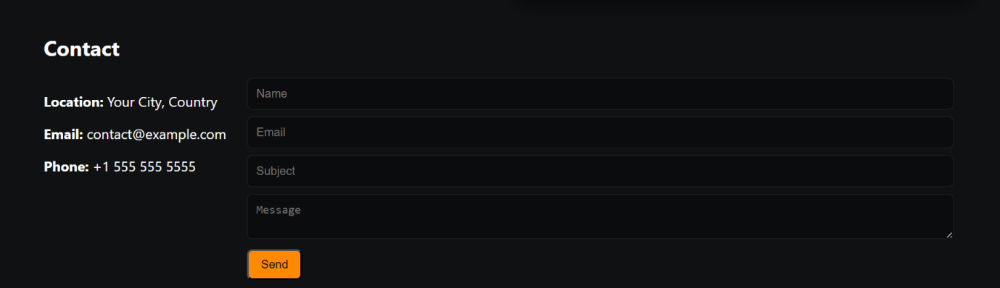 Contact
Location: Your City, Country
Email: contact@example.com
Phone: +1 555 555 5555
Name
Email
Subject
Message
Send